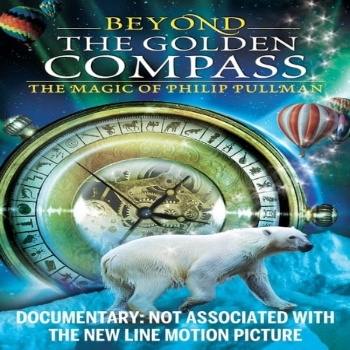 BEYOND
THE GOLDEN
COMPASS
THE MAGIC OF PHILIP PULLMAN
DOCUMENTARY: NOT ASSOCIATED WITH
THE NEW LINE MOTION PICTURE